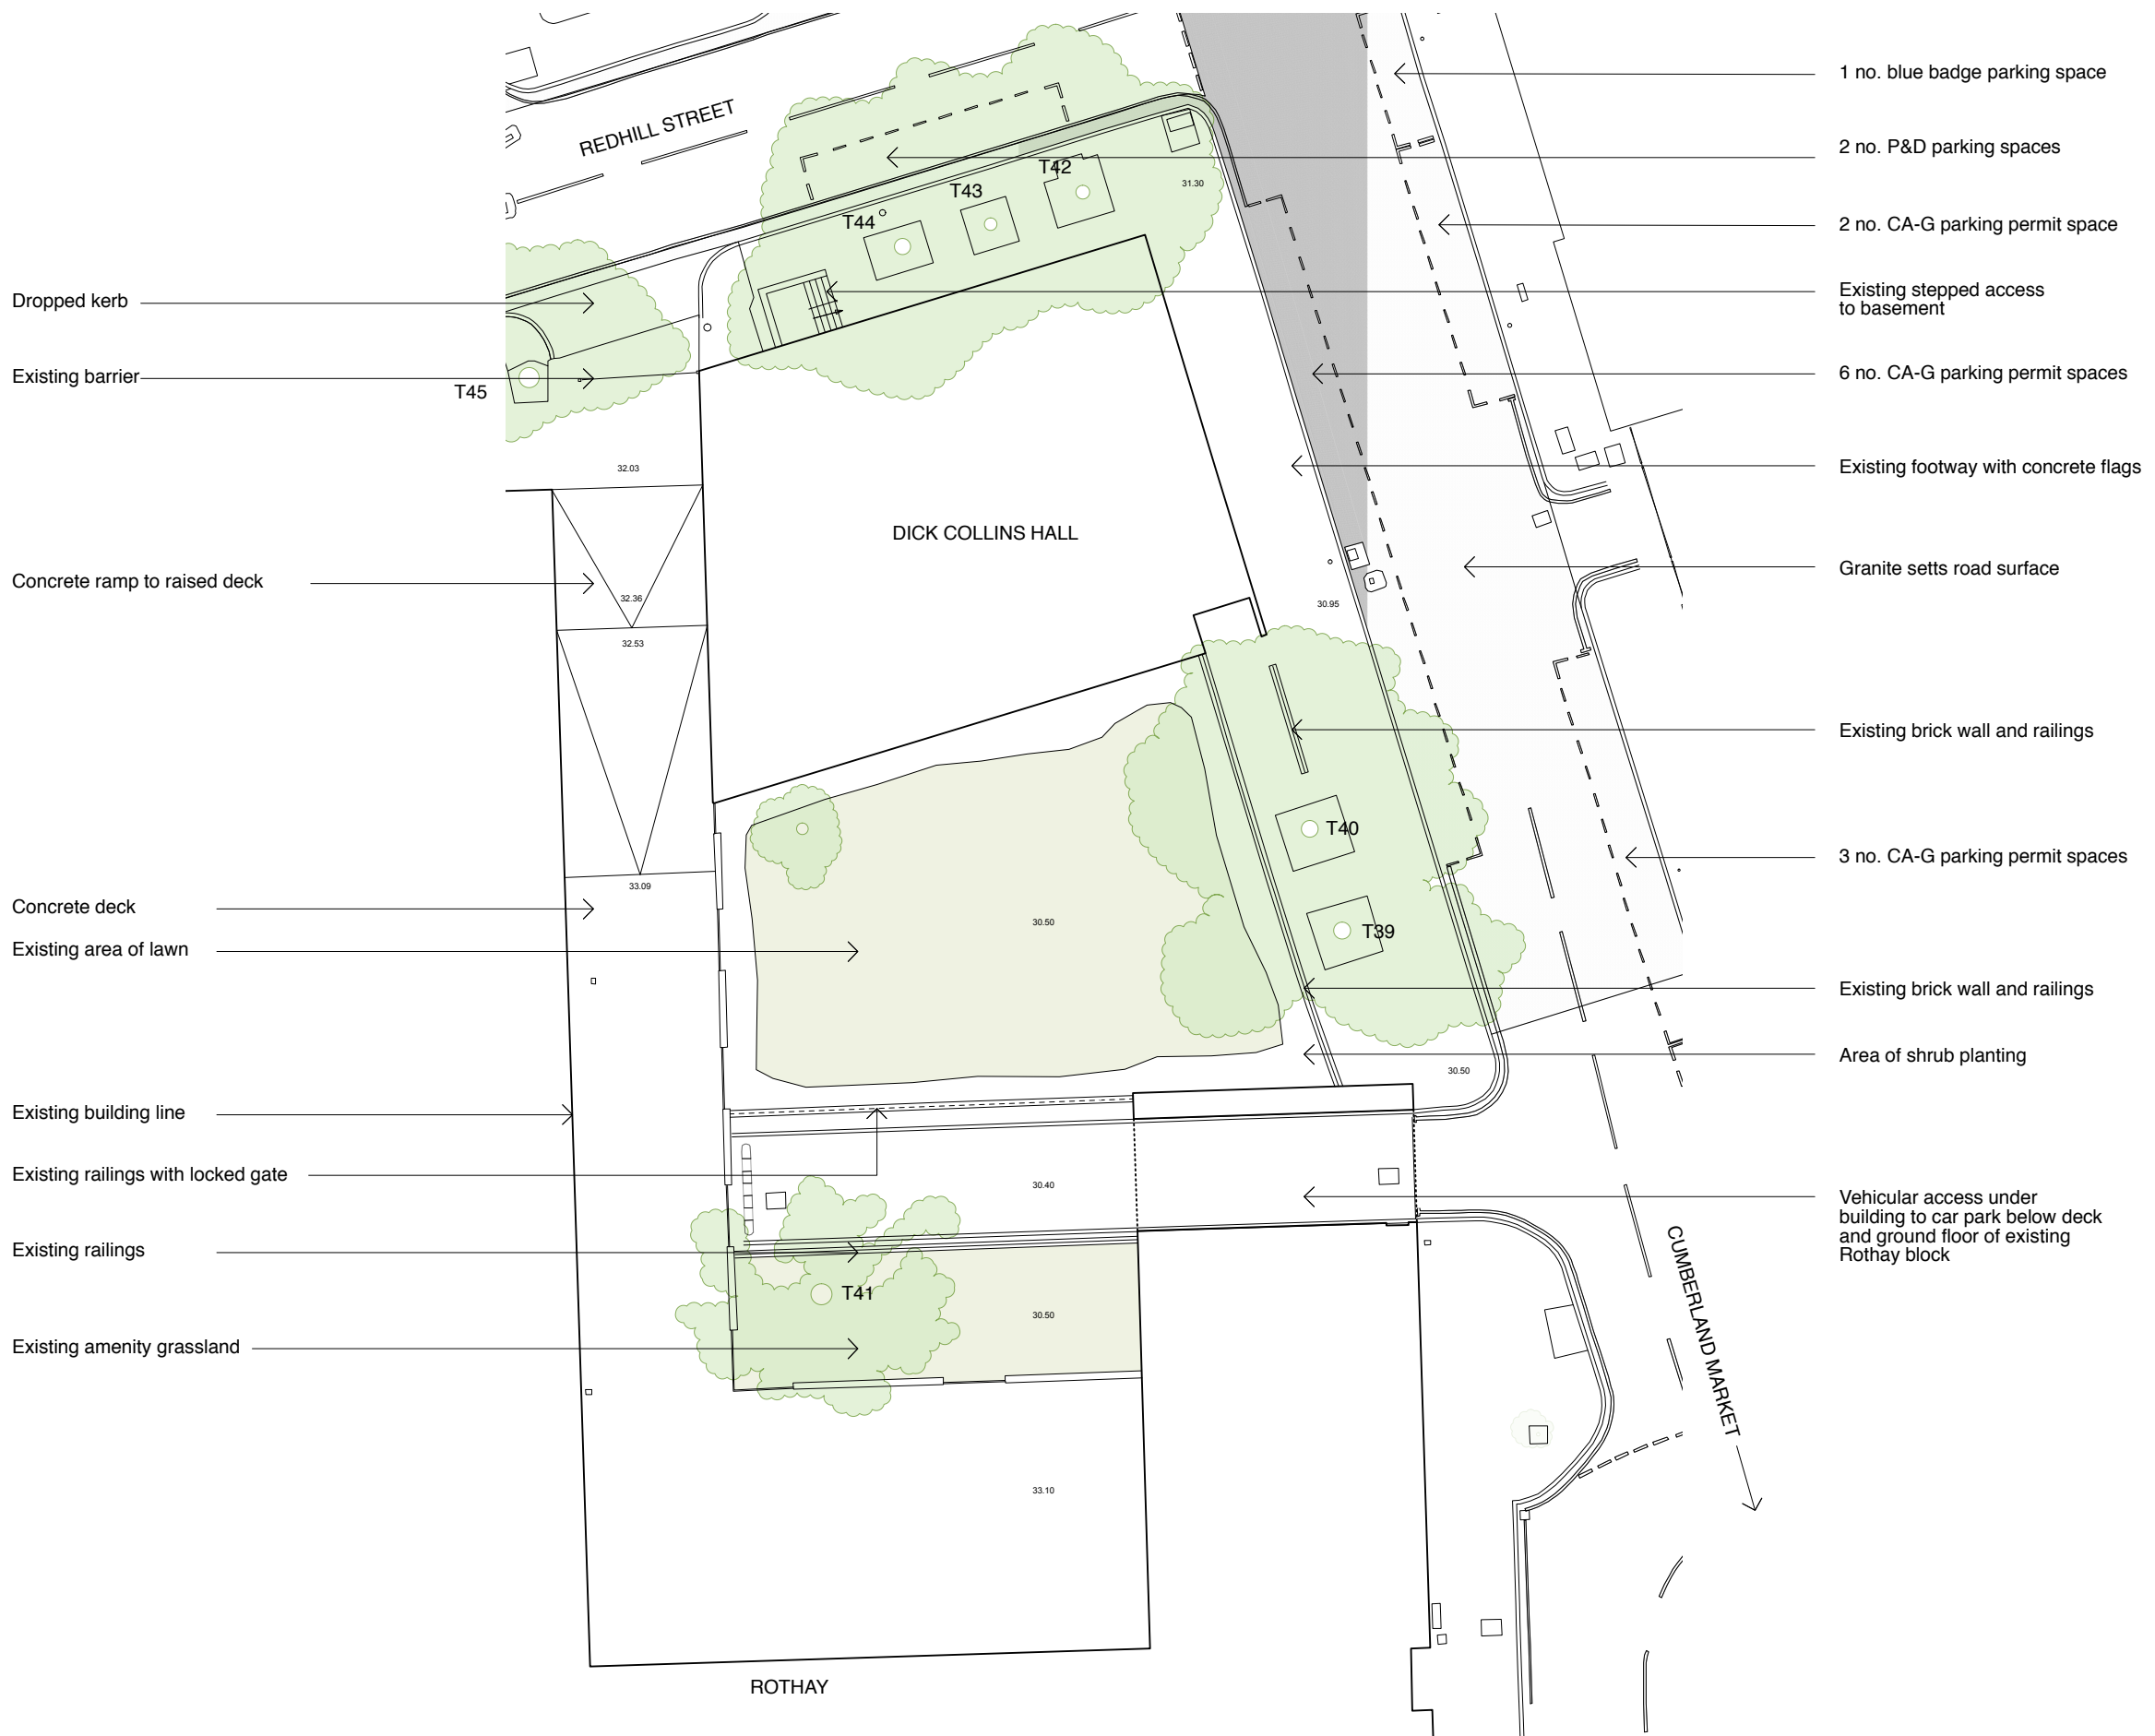 1 no. blue badge parking space
2 no. P&D parking spaces
2 no. CA-G parking permit space
Existing stepped access
to basement
6 no. CA-G parking permit spaces
Existing footway with concrete flags
Granite setts road surface
Existing brick wall and railings
3 no. CA-G parking permit spaces
Existing brick wall and railings
Area of shrub planting
Vehicular access under
building to car park below deck
and ground floor of existing
Rothay block
Dropped kerb
Existing barrier
Concrete ramp to raised deck
Concrete deck
Existing area of lawn
Existing building line
Existing railings with locked gate
Existing railings
Existing amenity grassland
REDHILL STREET
T42
T43
T44
31.30
T45
32.03
DICK COLLINS HALL
32.36
30.95
32.53
T40
33.09
30.50
T39
30.50
30.40
T41
30.50
CUMBERLAND MARKET
33.10
ROTHAY